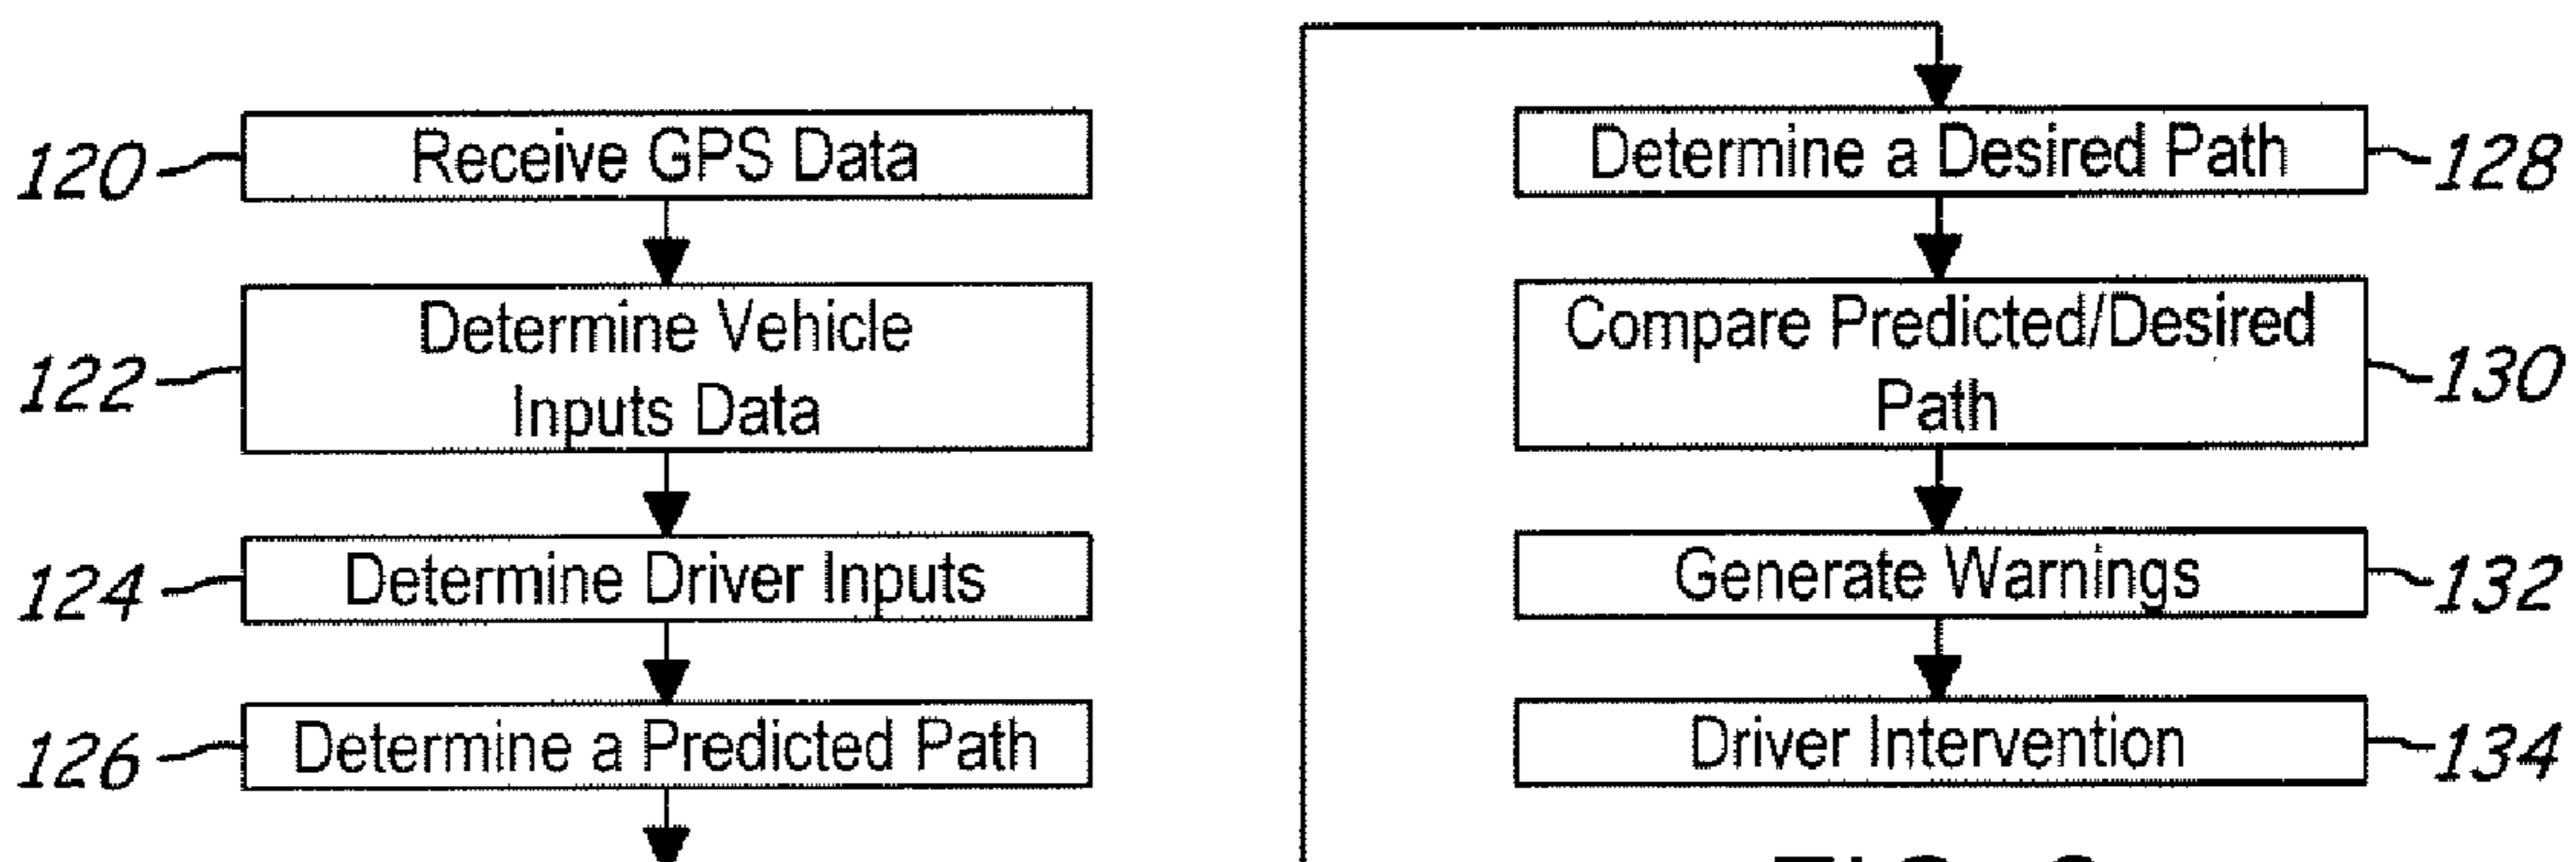 120
Receive GPS Data
122
Determine Vehicle
Inputs Data
124
Determine Driver Inputs
126
Determine a Predicted Path
Determine a Desired Path
128
Compare Predicted/Desired
Path
130
Generate Warnings
132
Driver Intervention
134